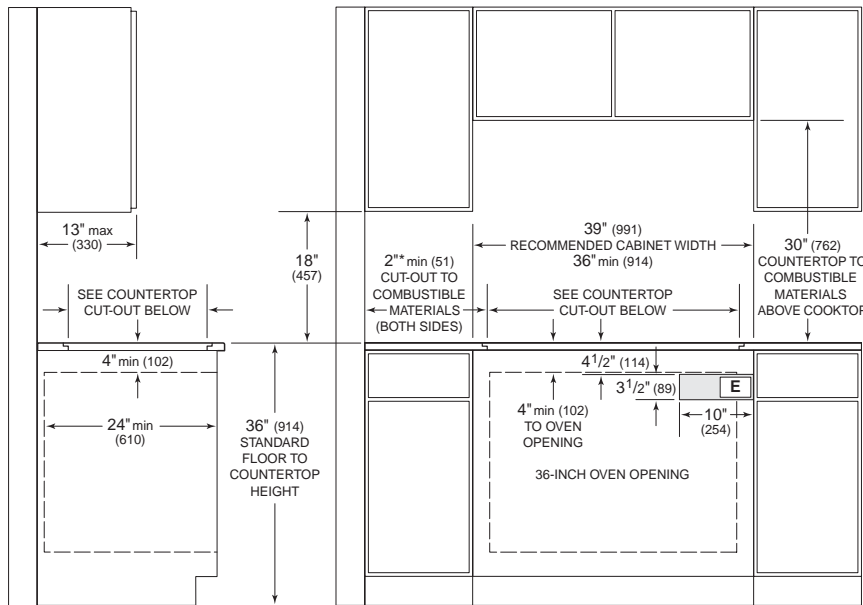 13" max
(330)
18"
(457)
39" (991)
RECOMMENDED CABINET WIDTH
36" min (914)
2"* min (51)
CUT-OUT TO
COMBUSTIBLE
MATERIALS
(BOTH SIDES)
30" (762)
COUNTERTOP TO
COMBUSTIBLE
MATERIALS
ABOVE COOKTOP
SEE COUNTERTOP
CUT-OUT BELOW
SEE COUNTERTOP
CUT-OUT BELOW
4" min (102)
24" min
(610)
36" (914)
STANDARD
FLOOR TO
COUNTERTOP
HEIGHT
4 1/2" (114)
3 1/2" (89)
E
4" min (102)
TO OVEN
OPENING
10"
(254)
36-INCH OVEN OPENING